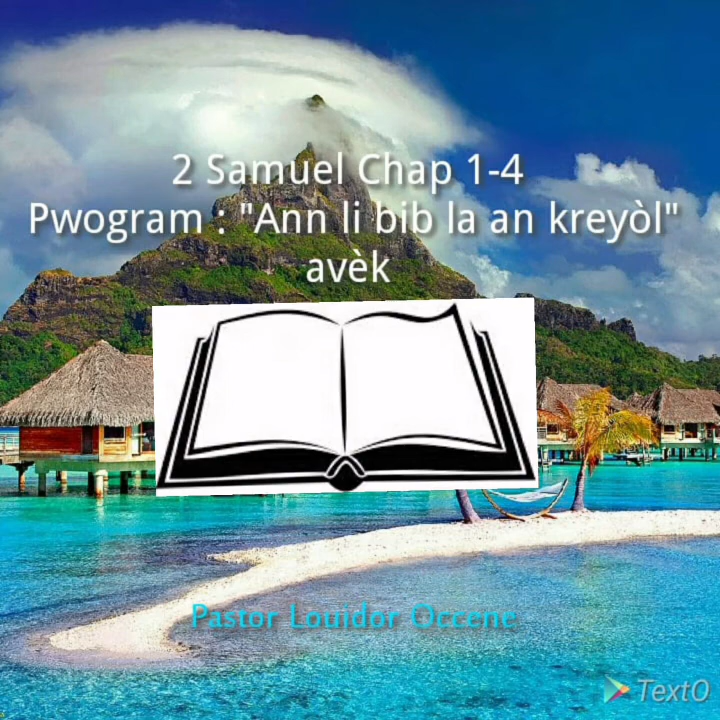 2 Samuel Chap 1-4
Pwogram : "Ann li bib la an kreyòl"
avèk
Pastor Louidor Occene
TextO